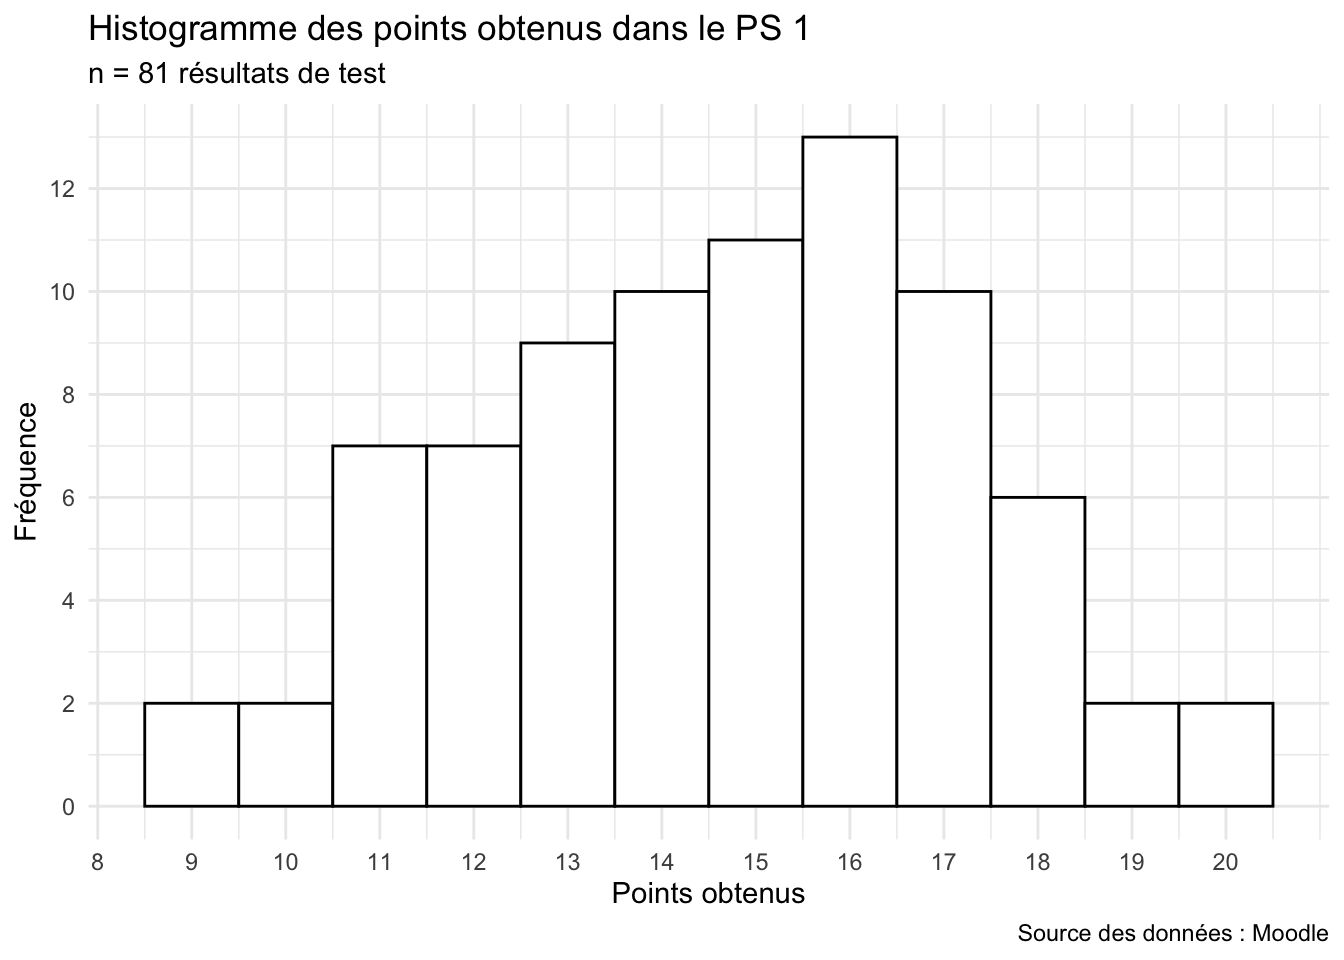 Histogramme des points obtenus dans le PS 1
n = 81 résultats de test
12
10
8
6
4
2
0
Fréquence
8 9 10 11 12 13 14 15 16 17 18 19 20
Points obtenus
Source des données : Moodle